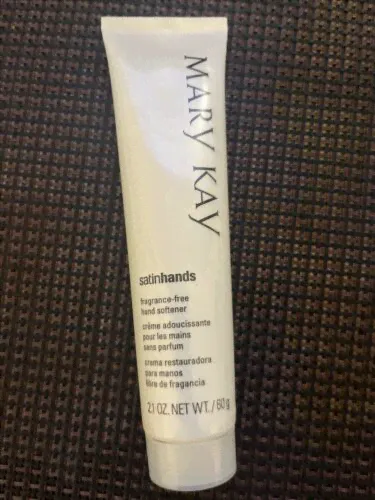 MARY KAY
satinhands
fragrance-free
hand softener
crème adoucissante
pour les mains
sans parfum
crema restauradora
para manos
libre de fragancia
2.1 OZ. NET WT. / 60 g